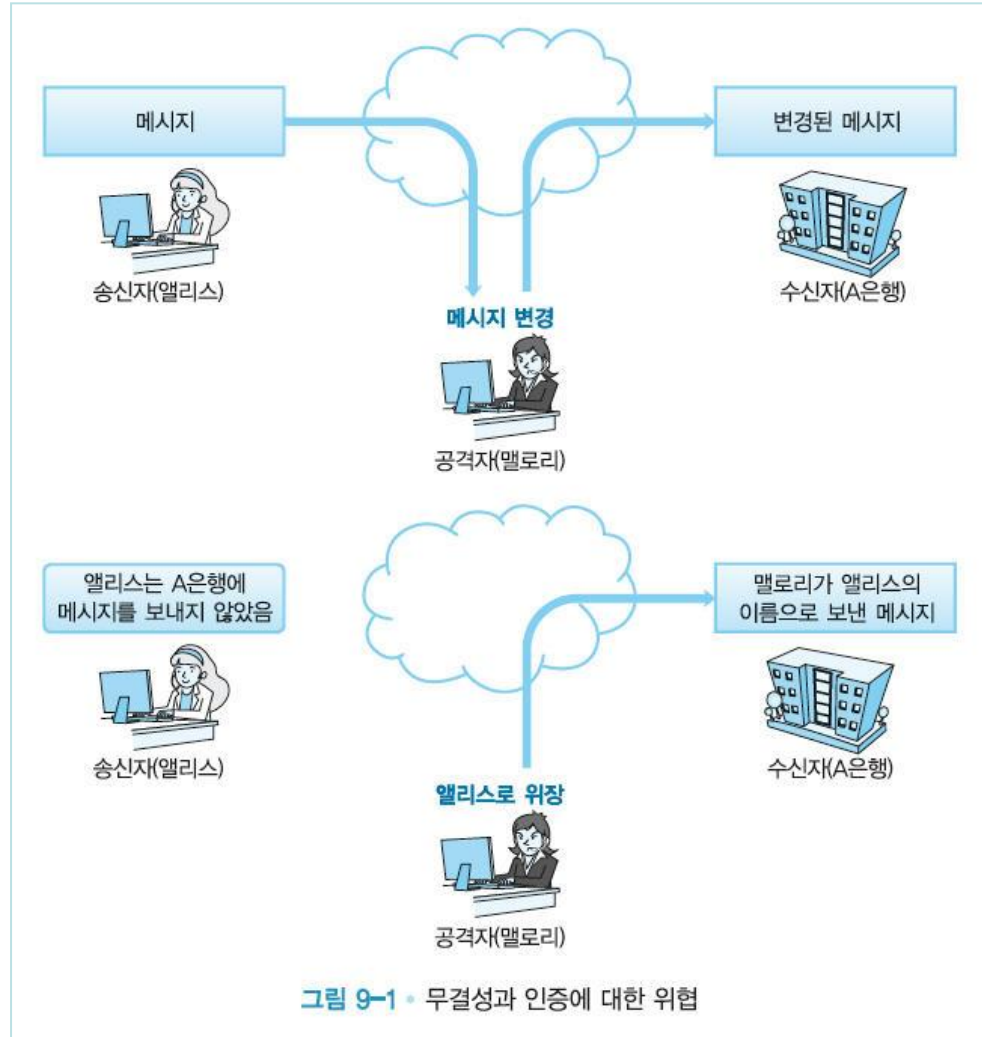 메시지
변경된 메시지
송신자(앨리스)
수신자(A은행)
메시지 변경
공격자(맬로리)
앨리스는 A은행에
메시지를 보내지 않았음
맬로리가 앨리스의
이름으로 보낸 메시지
송신자(앨리스)
수신자(A은행)
앨리스로 위장
공격자(맬로리)
그림 9-1 • 무결성과 인증에 대한 위협